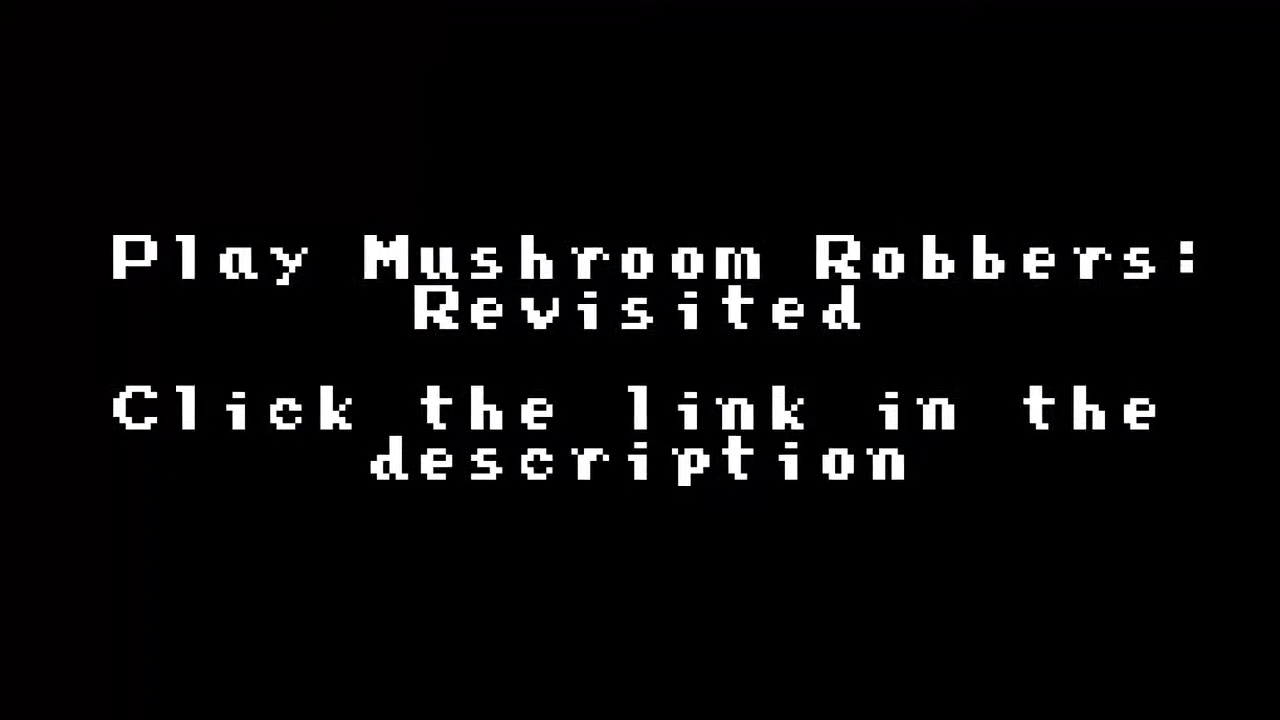 Play Mushroom Robbers:
Revisited
Click the link in the
description